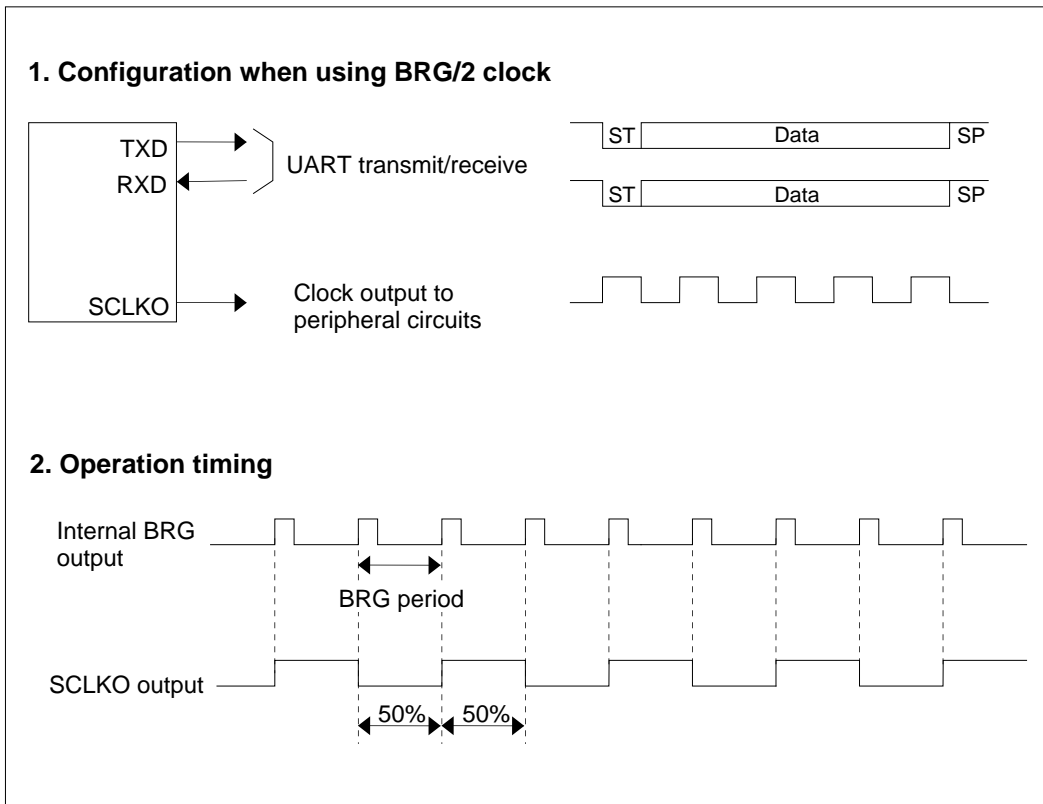 1. Configuration when using BRG/2 clock
TXD
RXD
UART transmit/receive
SCLKO
Clock output to
peripheral circuits
ST Data SP
ST Data SP
2. Operation timing
Internal BRG
output
BRG period
SCLKO output
50% 50%